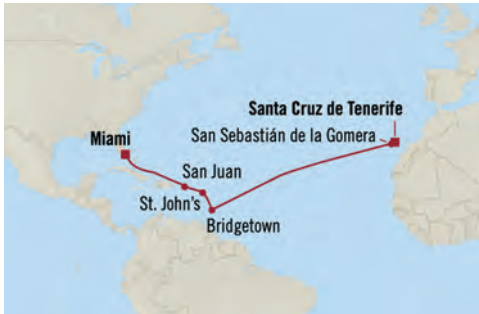 Santa Cruz de Tenerife
San Sebastián de la Gomera
Miami
San Juan
St. John's
Bridgetown